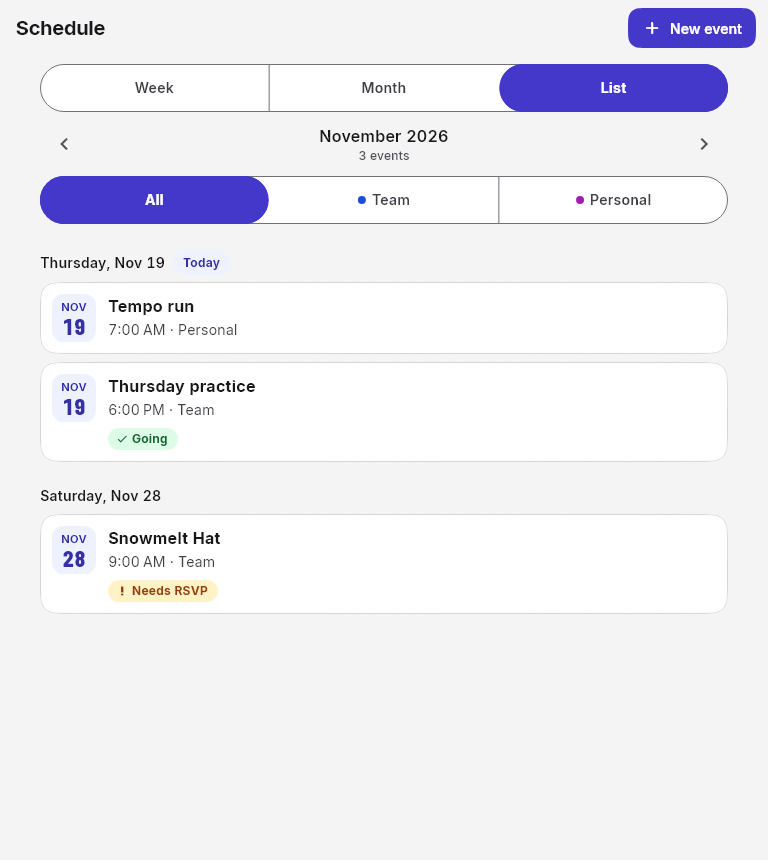 Schedule
New event
Week
Month
List
November 2026
3 events
All
Team
Personal
Thursday, Nov 19 Today
NOV
19
Tempo run
7:00 AM · Personal
NOV
19
Thursday practice
6:00 PM · Team
Going
Saturday, Nov 28
NOV
28
Snowmelt Hat
9:00 AM · Team
Needs RSVP